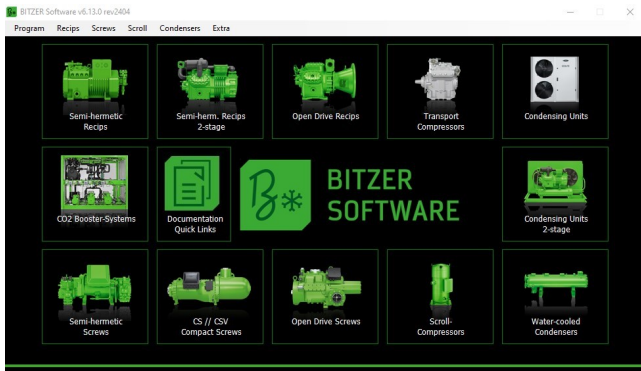 BITZER Software v6.13.0 rev2404
Program Recips Screws Scroll Condensers Extra
Semi-hermetic
Recips
Semi-herm. Recips
2-stage
Open Drive Recips
Transport
Compressors
Condensing Units
CO2 Booster-Systems
Documentation
Quick Links
BITZER
SOFTWARE
Condensing Units
2-stage
Semi-hermetic
Screws
CS // CSV
Compact Screws
Open Drive Screws
Scroll-
Compressors
Water-cooled
Condensers